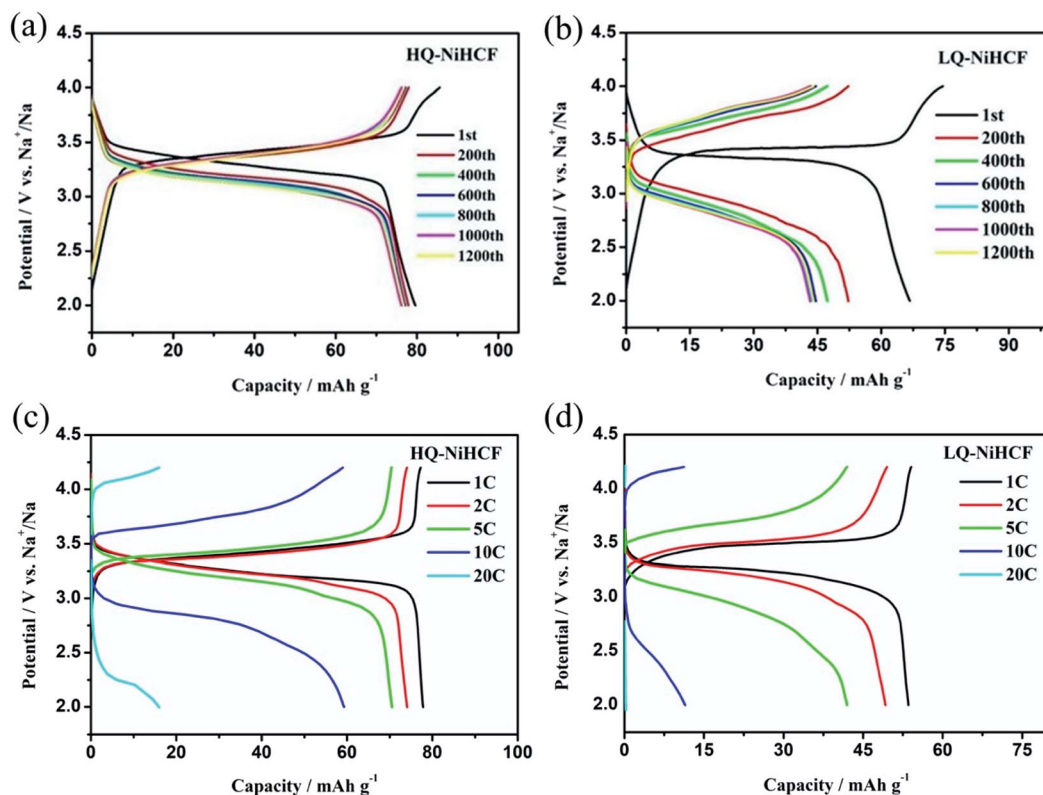 (a)
HQ-NiHCF
1st
200th
400th
600th
800th
1000th
1200th
4.5
4.0
3.5
3.0
2.5
2.0
Potential / V vs. Na⁺/Na
0
20
40
60
80
100
Capacity / mAh g⁻¹
(b)
LQ-NiHCF
1st
200th
400th
600th
800th
1000th
1200th
4.5
4.0
3.5
3.0
2.5
2.0
Potential / V vs. Na⁺/Na
0
15
30
45
60
75
90
Capacity / mAh g⁻¹
(c)
HQ-NiHCF
1C
2C
5C
10C
20C
4.5
4.0
3.5
3.0
2.5
2.0
Potential / V vs. Na⁺/Na
0
20
40
60
80
100
Capacity / mAh g⁻¹
(d)
LQ-NiHCF
1C
2C
5C
10C
20C
4.5
4.0
3.5
3.0
2.5
2.0
Potential / V vs. Na⁺/Na
0
15
30
45
60
75
Capacity / mAh g⁻¹